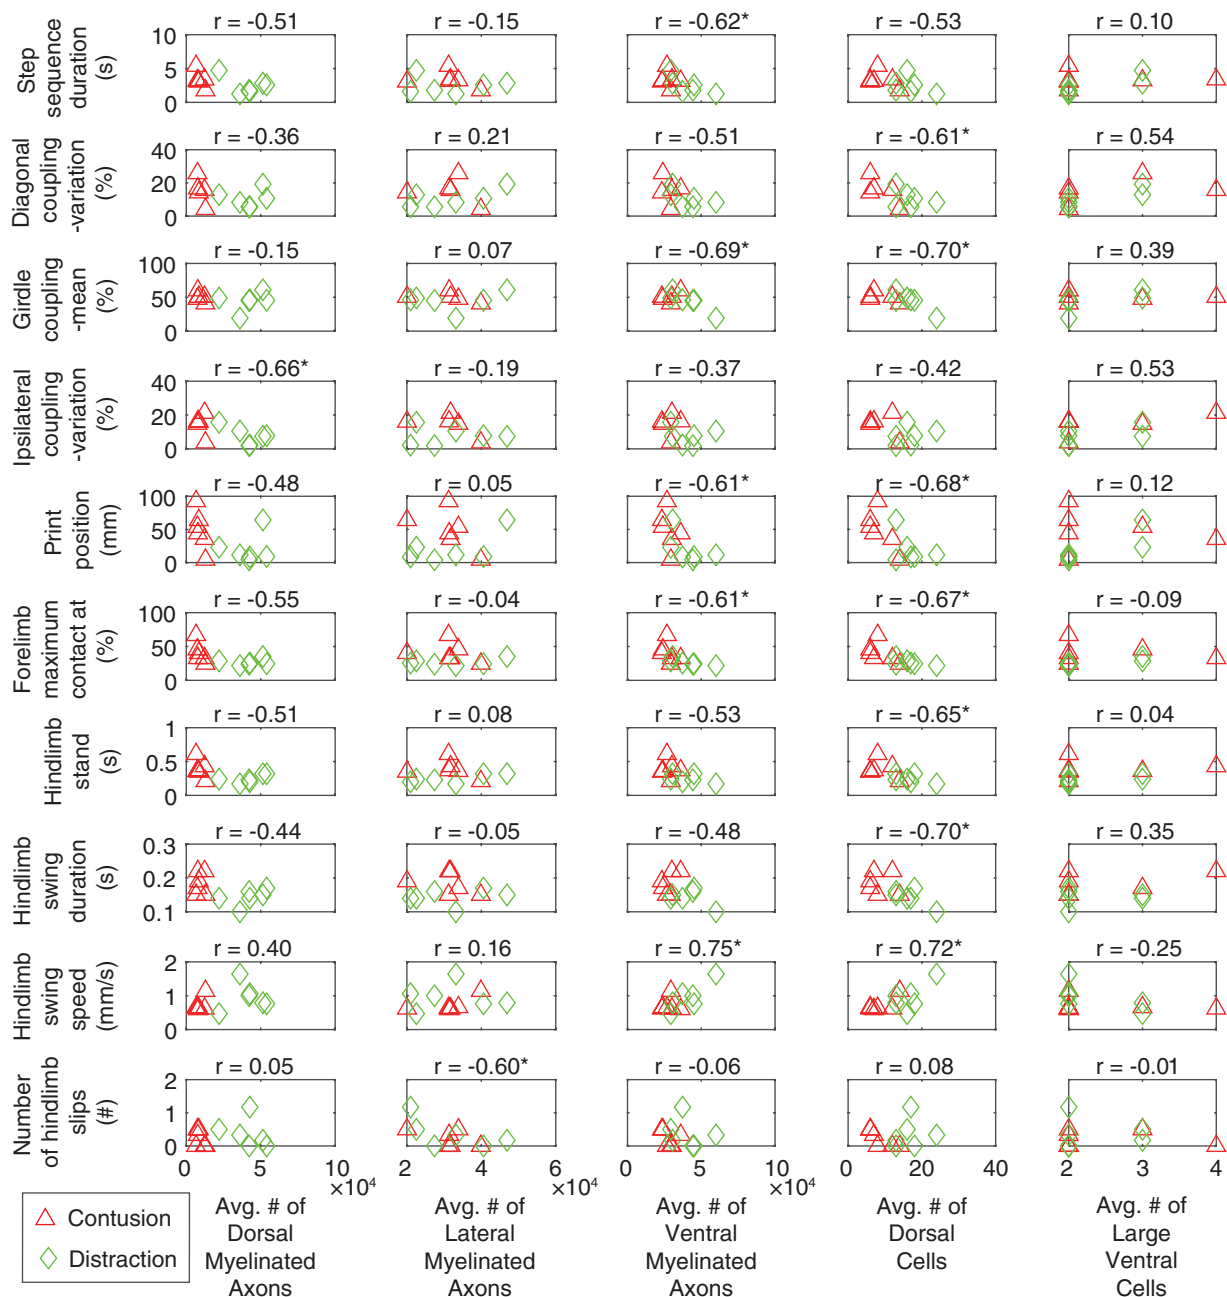 r = -0.51 r = -0.15 r = -0.62* r = -0.53 r = 0.10
Step
sequence
duration
(s)
10
5
0
r = -0.36 r = 0.21 r = -0.51 r = -0.61* r = 0.54
Diagonal
coupling
-variation
(%)
40
20
0
r = -0.15 r = 0.07 r = -0.69* r = -0.70* r = 0.39
Girdle
coupling
-mean
(%)
100
50
0
r = -0.66* r = -0.19 r = -0.37 r = -0.42 r = 0.53
Ipsilateral
coupling
-variation
(%)
40
20
0
r = -0.48 r = 0.05 r = -0.61* r = -0.68* r = 0.12
Print
position
(mm)
100
50
0
r = -0.55 r = -0.04 r = -0.61* r = -0.67* r = -0.09
Forelimb
maximum
contact at
(%)
100
50
0
r = -0.51 r = 0.08 r = -0.53 r = -0.65* r = 0.04
Hindlimb
stand
(s)
1
0.5
0
r = -0.44 r = -0.05 r = -0.48 r = -0.70* r = 0.35
Hindlimb
swing
duration
(s)
0.3
0.2
0.1
r = 0.40 r = 0.16 r = 0.75* r = 0.72* r = -0.25
Hindlimb
swing
speed
(mm/s)
2
1
0
r = 0.05 r = -0.60* r = -0.06 r = 0.08 r = -0.01
Number
of hindlimb
slips
(#)
2
1
0
0 5 10 2 4 6 0 5 10 0 20 40 2 3 4
×10⁴ ×10⁴ ×10⁴
Avg. # of
Dorsal
Myelinated
Axons
Avg. # of
Lateral
Myelinated
Axons
Avg. # of
Ventral
Myelinated
Axons
Avg. # of
Dorsal
Cells
Avg. # of
Large
Ventral
Cells
Contusion
Distraction